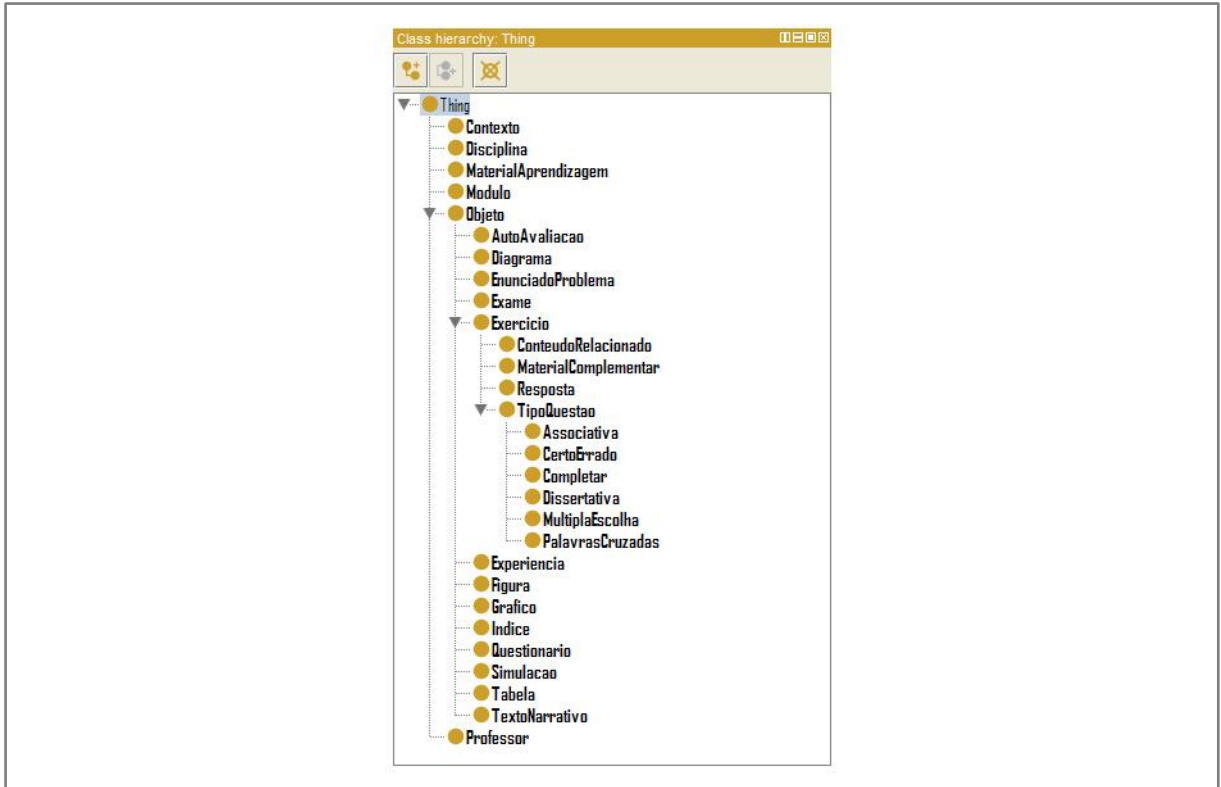 Class hierarchy: Thing
Thing
Contexto
Disciplina
MaterialAprendizagem
Modulo
Objeto
AutoAvaliacao
Diagrama
EnunciadoProblema
Exame
Exercicio
ConteudoRelacionado
MaterialComplementar
Resposta
TipoQuestao
Associativa
CertoErrado
Completar
Dissertativa
MultiplaEscolha
PalavrasCruzadas
Experiencia
Figura
Grafico
Indice
Questionario
Simulacao
Tabela
TextoNarrativo
Professor